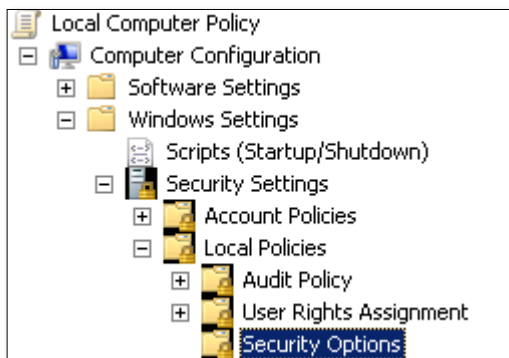 Local Computer Policy
Computer Configuration
Software Settings
Windows Settings
Scripts (Startup/Shutdown)
Security Settings
Account Policies
Local Policies
Audit Policy
User Rights Assignment
Security Options